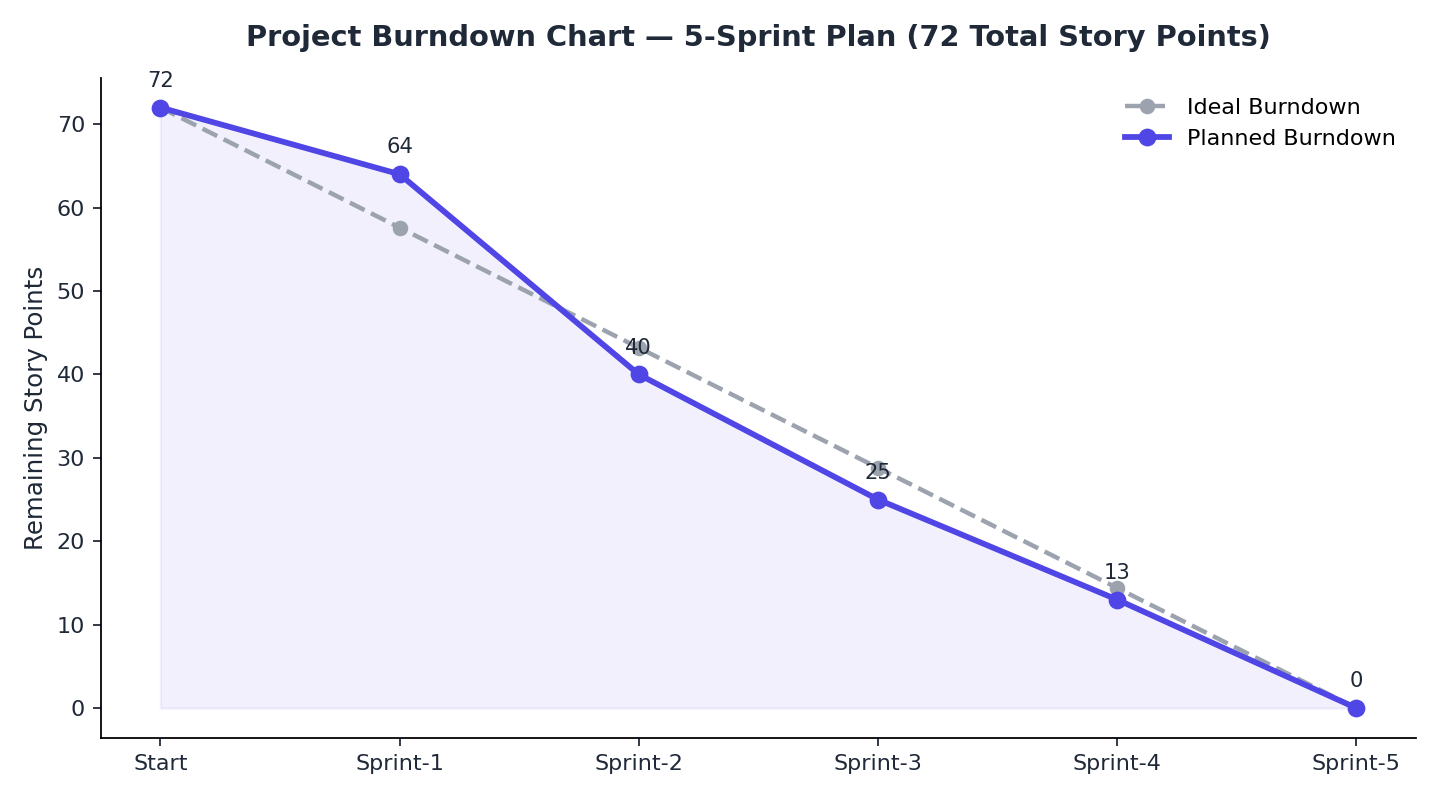 Project Burndown Chart — 5-Sprint Plan (72 Total Story Points)
72
Ideal Burndown
Planned Burndown
64
40
25
13
0
Remaining Story Points
70
60
50
40
30
20
10
0
Start
Sprint-1
Sprint-2
Sprint-3
Sprint-4
Sprint-5